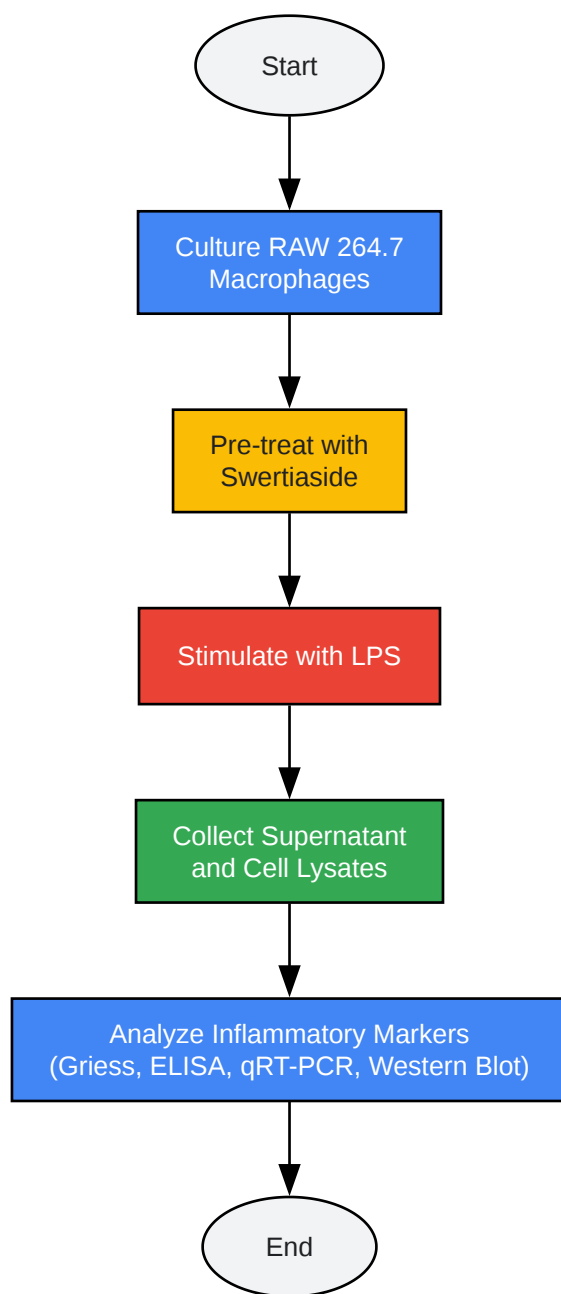 Start
Culture RAW 264.7
Macrophages
Pre-treat with
Swertiaside
Stimulate with LPS
Collect Supernatant
and Cell Lysates
Analyze Inflammatory Markers
(Griess, ELISA, qRT-PCR, Western Blot)
End